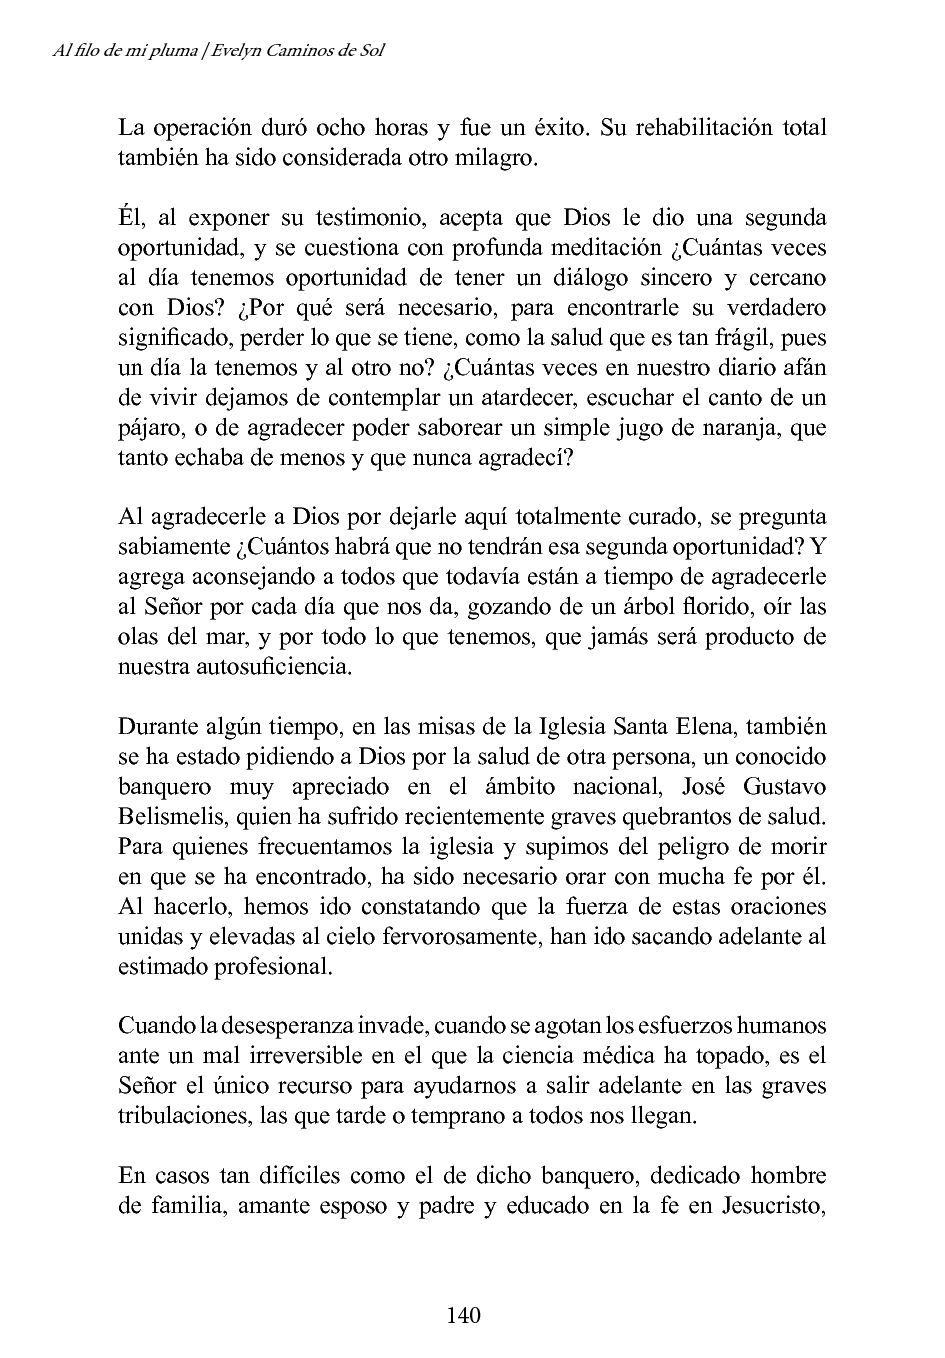 Al filo de mi pluma | Evelyn Caminos de Sol
La operación duró ocho horas y fue un éxito. Su rehabilitación total
también ha sido considerada otro milagro.
Él, al exponer su testimonio, acepta que Dios le dio una segunda
oportunidad, y se cuestiona con profunda meditación ¿Cuántas veces
al día tenemos oportunidad de tener un diálogo sincero y cercano
con Dios? ¿Por qué será necesario, para encontrarle su verdadero
significado, perder lo que se tiene, como la salud que es tan frágil, pues
un día la tenemos y al otro no? ¿Cuántas veces en nuestro diario afán
de vivir dejamos de contemplar un atardecer, escuchar el canto de un
pájaro, o de agradecer poder saborear un simple jugo de naranja, que
tanto echaba de menos y que nunca agradecí?
Al agradecerle a Dios por dejarle aquí totalmente curado, se pregunta
sabiamente ¿Cuántos habrá que no tendrán esa segunda oportunidad? Y
agrega aconsejando a todos que todavía están a tiempo de agradecerle
al Señor por cada día que nos da, gozando de un árbol florido, oír las
olas del mar, y por todo lo que tenemos, que jamás será producto de
nuestra autosuficiencia.
Durante algún tiempo, en las misas de la Iglesia Santa Elena, también
se ha estado pidiendo a Dios por la salud de otra persona, un conocido
banquero muy apreciado en el ámbito nacional, José Gustavo
Belismelis, quien ha sufrido recientemente graves quebrantos de salud.
Para quienes frecuentamos la iglesia y supimos del peligro de morir
en que se ha encontrado, ha sido necesario orar con mucha fe por él.
Al hacerlo, hemos ido constatando que la fuerza de estas oraciones
unidas y elevadas al cielo fervorosamente, han ido sacando adelante al
estimado profesional.
Cuando la desesperanza invade, cuando se agotan los esfuerzos humanos
ante un mal irreversible en el que la ciencia médica ha topado, es el
Señor el único recurso para ayudarnos a salir adelante en las graves
tribulaciones, las que tarde o temprano a todos nos llegan.
En casos tan difíciles como el de dicho banquero, dedicado hombre
de familia, amante esposo y padre y educado en la fe en Jesucristo,
140